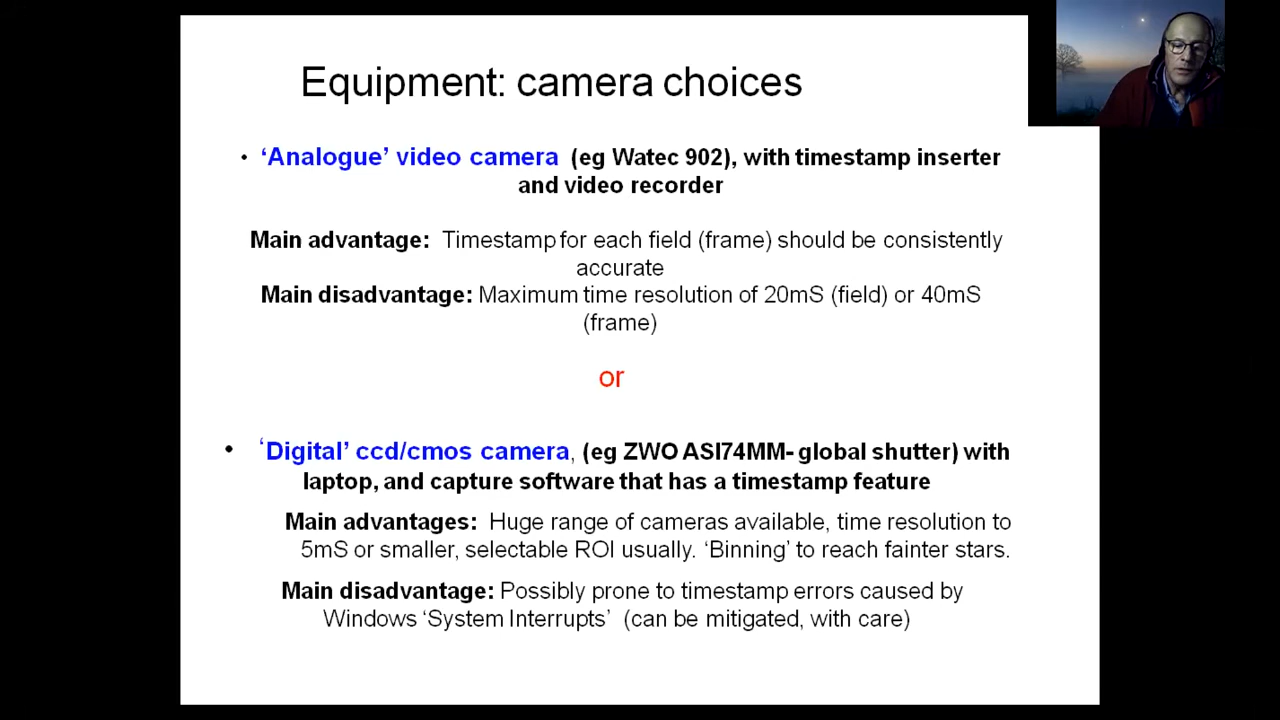 Equipment: camera choices
• ‘Analogue’ video camera (eg Watec 902), with timestamp inserter
and video recorder
Main advantage: Timestamp for each field (frame) should be consistently
accurate
Main disadvantage: Maximum time resolution of 20mS (field) or 40mS
(frame)
or
• ‘Digital’ ccd/cmos camera, (eg ZWO ASI74MM- global shutter) with
laptop, and capture software that has a timestamp feature
Main advantages: Huge range of cameras available, time resolution to
5mS or smaller, selectable ROI usually. ‘Binning’ to reach fainter stars.
Main disadvantage: Possibly prone to timestamp errors caused by
Windows ‘System Interrupts’ (can be mitigated, with care)